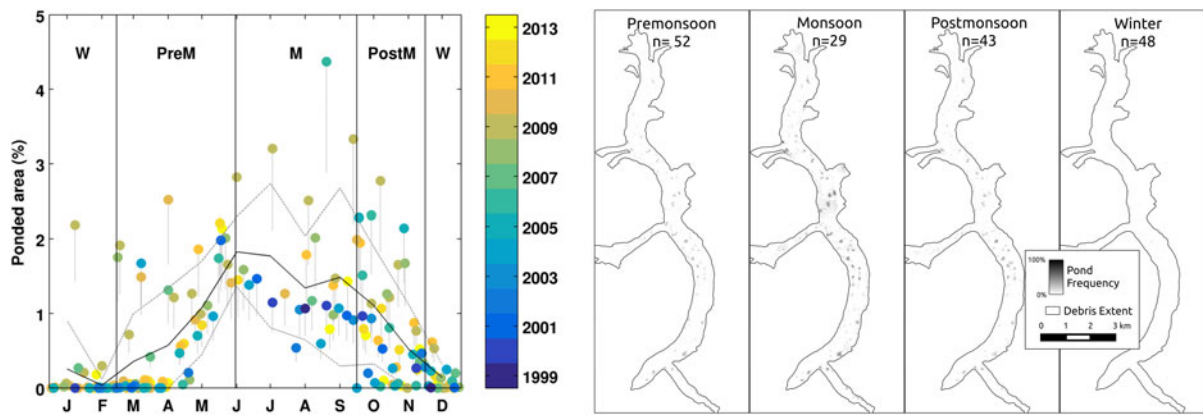 5
4
3
2
1
0
Ponded area (%)
W PreM M PostM W
J F M A M J J A S O N D
2013
2011
2009
2007
2005
2003
2001
1999
Premonsoon
n= 52
Monsoon
n=29
Postmonsoon
n=43
Winter
n=48
100%
0%
Pond
Frequency
Debris Extent
0 1 2 3 km